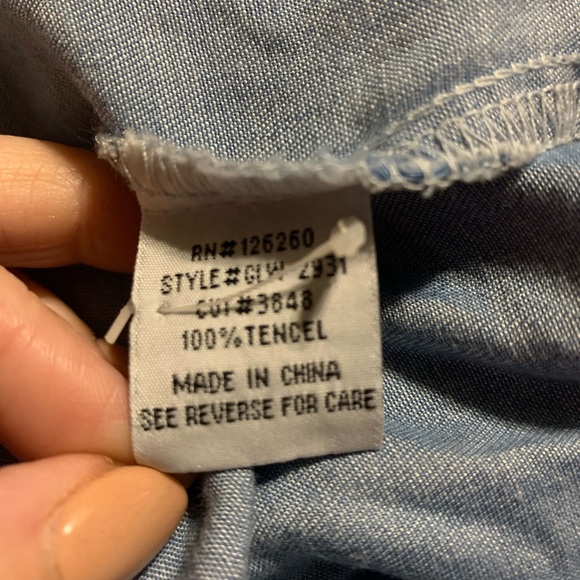 RN#126260
STYLE#GLW 2931
CUT#3848
100%TENCEL
MADE IN CHINA
SEE REVERSE FOR CARE